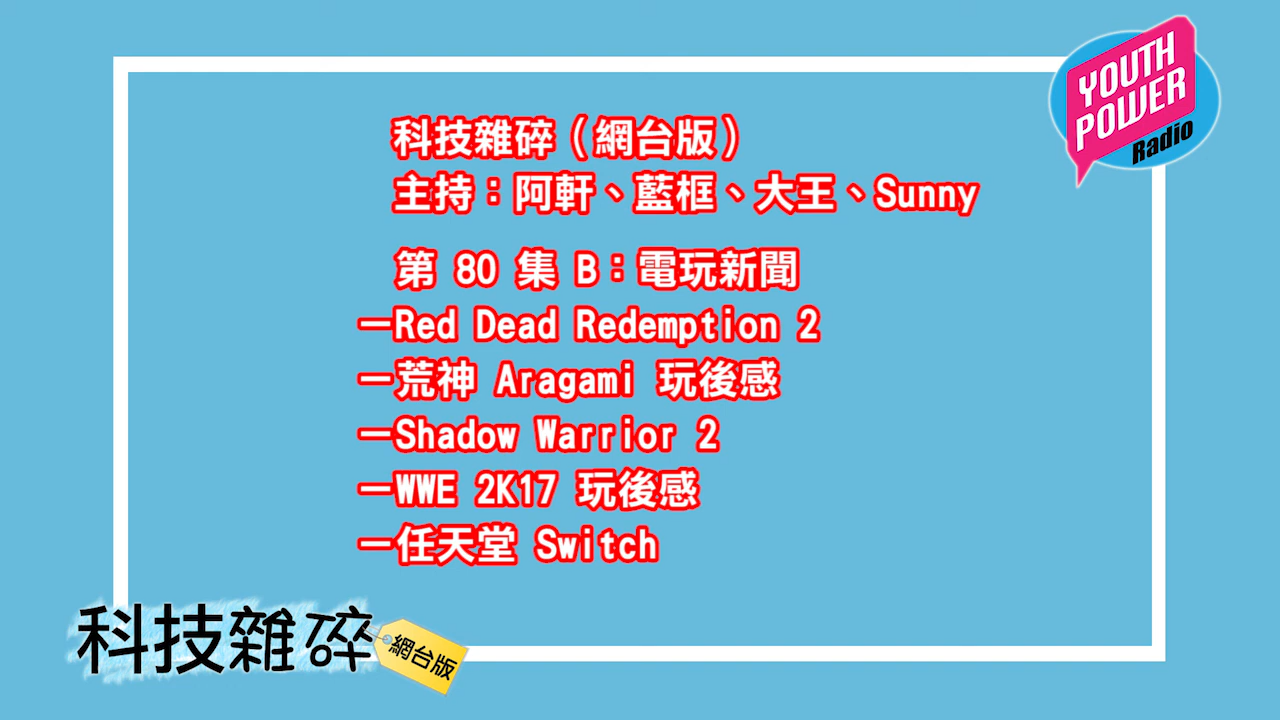 YOUTH
POWER
Radio
科技雜碎（網台版）
主持：阿軒、藍框、大王、Sunny
第 80 集 B：電玩新聞
－Red Dead Redemption 2
－荒神 Aragami 玩後感
－Shadow Warrior 2
－WWE 2K17 玩後感
－任天堂 Switch
科技雜碎
網台版